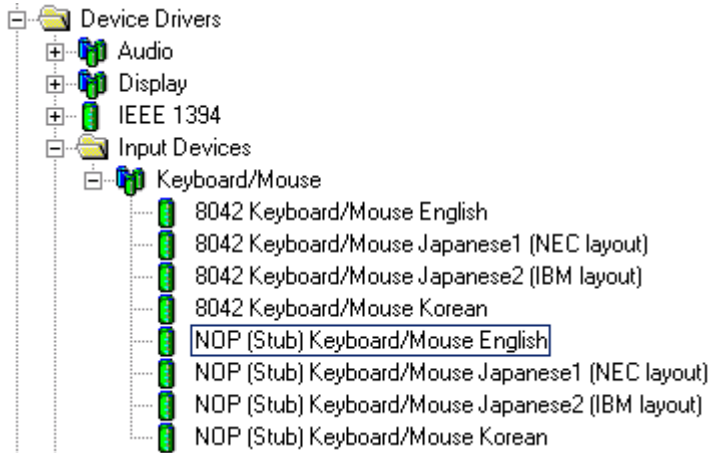 Device Drivers
Audio
Display
IEEE 1394
Input Devices
Keyboard/Mouse
8042 Keyboard/Mouse English
8042 Keyboard/Mouse Japanese1 (NEC layout)
8042 Keyboard/Mouse Japanese2 (IBM layout)
8042 Keyboard/Mouse Korean
NOP (Stub) Keyboard/Mouse English
NOP (Stub) Keyboard/Mouse Japanese1 (NEC layout)
NOP (Stub) Keyboard/Mouse Japanese2 (IBM layout)
NOP (Stub) Keyboard/Mouse Korean